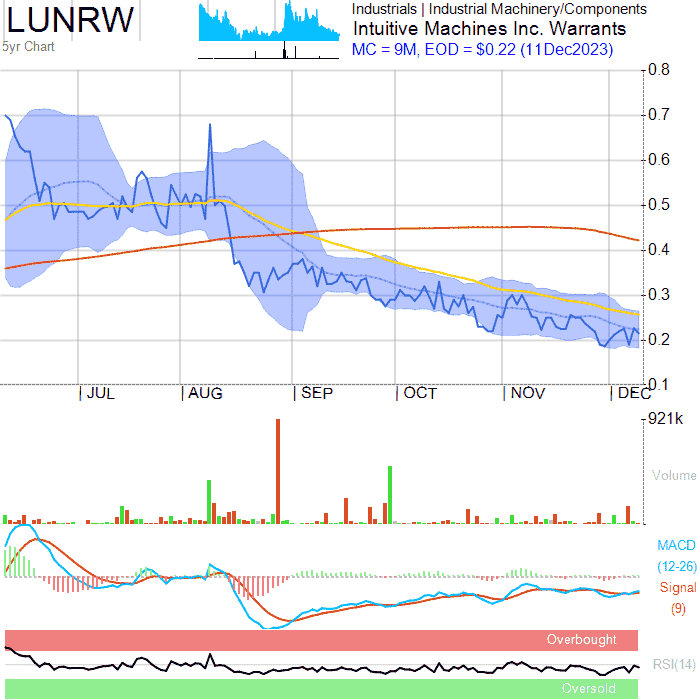 LUNRW
5yr Chart
Industrials | Industrial Machinery/Components
Intuitive Machines Inc. Warrants
MC = 9M, EOD = $0.22 (11Dec2023)
0.8
0.7
0.6
0.5
0.4
0.3
0.2
0.1
JUL
AUG
SEP
OCT
NOV
DEC
921k
Volume
MACD
(12-26)
Signal
(9)
Overbought
RSI(14)
Oversold